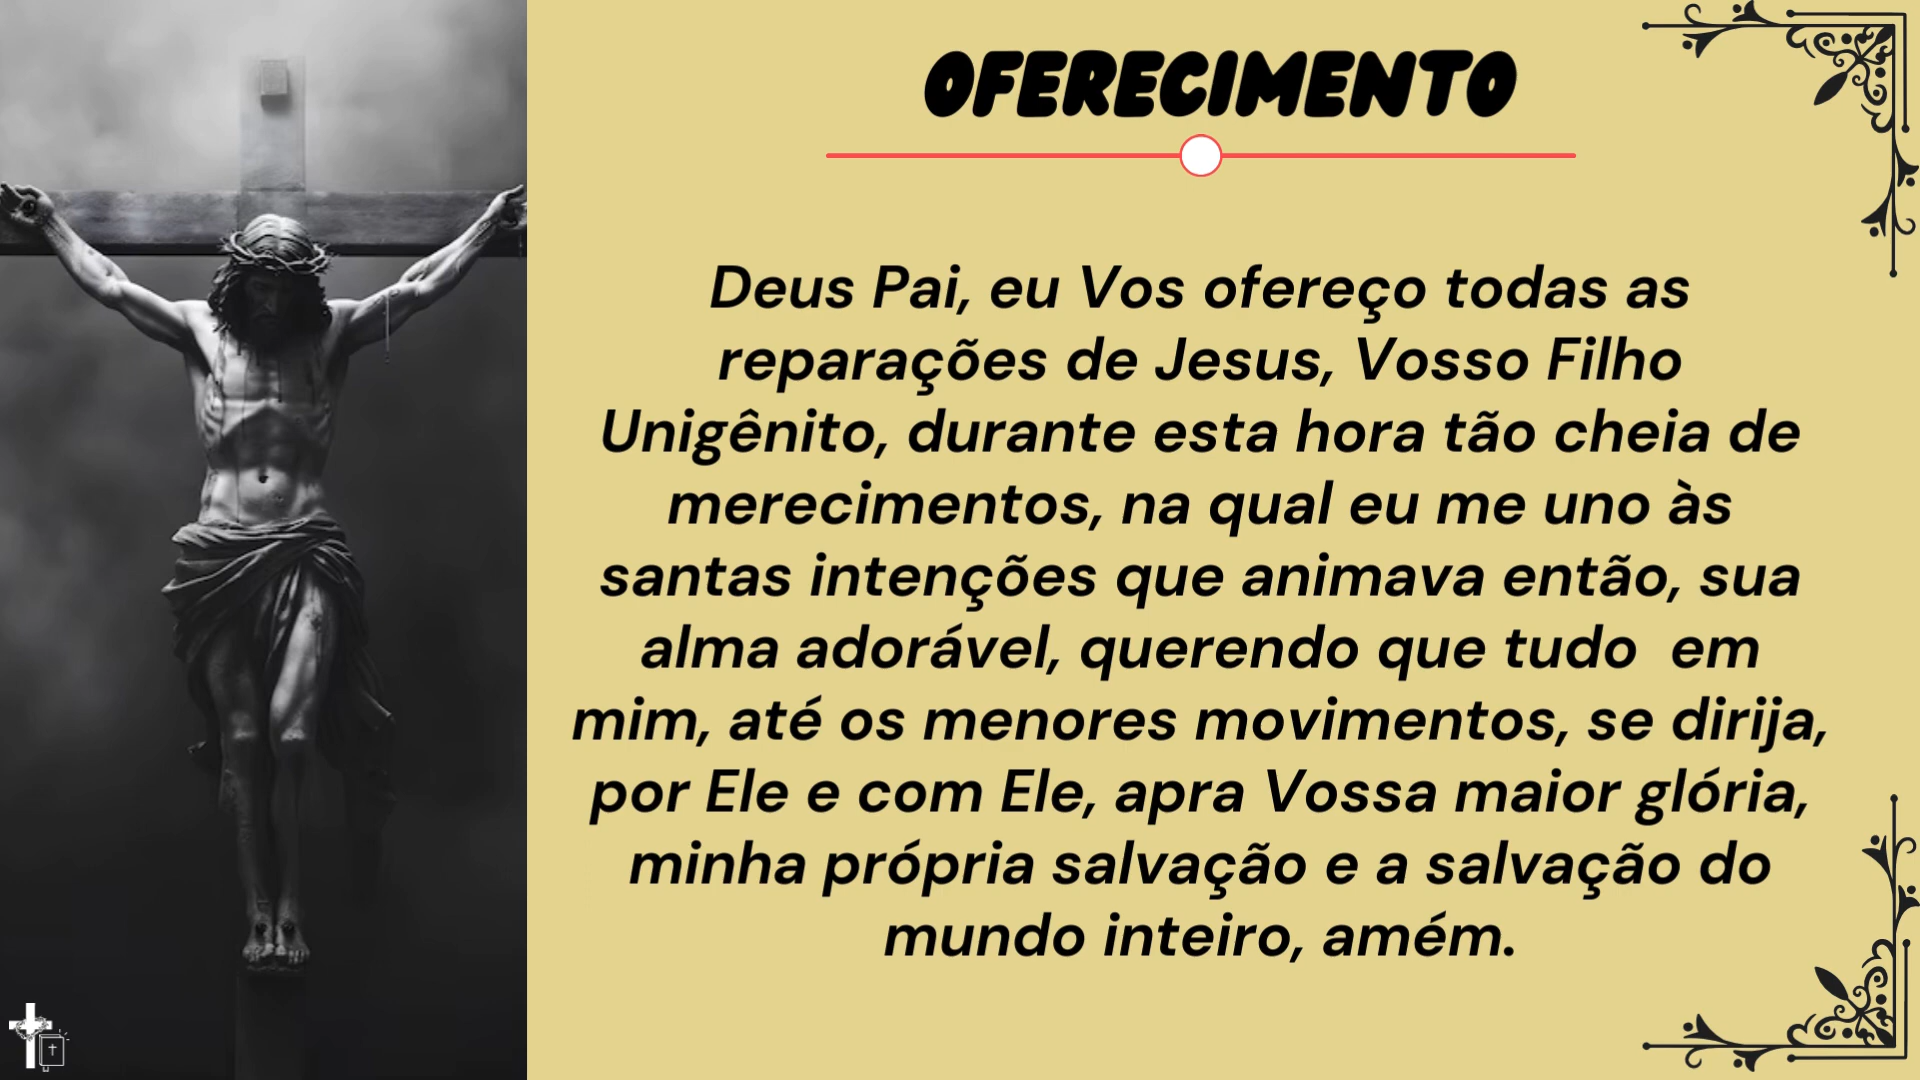 OFERECIMENTO
Deus Pai, eu Vos ofereço todas as
reparações de Jesus, Vosso Filho
Unigênito, durante esta hora tão cheia de
merecimentos, na qual eu me uno às
santas intenções que animava então, sua
alma adorável, querendo que tudo  em
mim, até os menores movimentos, se dirija,
por Ele e com Ele, apra Vossa maior glória,
minha própria salvação e a salvação do
mundo inteiro, amém.